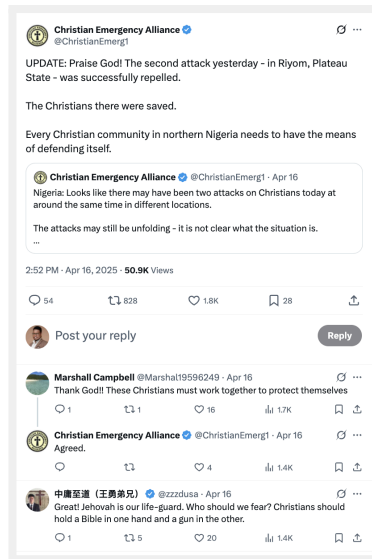 Christian Emergency Alliance
@ChristianEmerg1
UPDATE: Praise God! The second attack yesterday - in Riyom, Plateau
State - was successfully repelled.
The Christians there were saved.
Every Christian community in northern Nigeria needs to have the means
of defending itself.
Christian Emergency Alliance @ChristianEmerg1 · Apr 16
Nigeria: Looks like there may have been two attacks on Christians today at
around the same time in different locations.
The attacks may still be unfolding - it is not clear what the situation is.
...
2:52 PM · Apr 16, 2025 · 50.9K Views
54 828 1.8K 28
Post your reply Reply
Marshall Campbell @Marshal19596249 · Apr 16
Thank God!! These Christians must work together to protect themselves
1 1 16 1.7K
Christian Emergency Alliance @ChristianEmerg1 · Apr 16
Agreed.
4 1.4K
中庸至道（王勇弟兄） @zzzdusa · Apr 16
Great! Jehovah is our life-guard. Who should we fear? Christians should
hold a Bible in one hand and a gun in the other.
1 5 20 1.4K